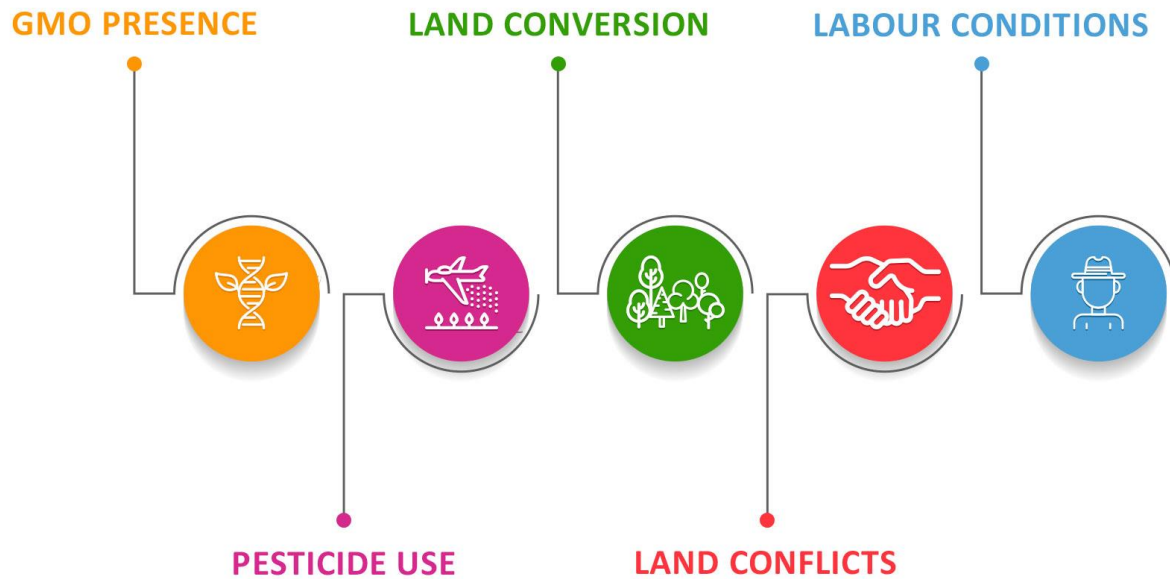 GMO PRESENCE
LAND CONVERSION
LABOUR CONDITIONS
PESTICIDE USE
LAND CONFLICTS